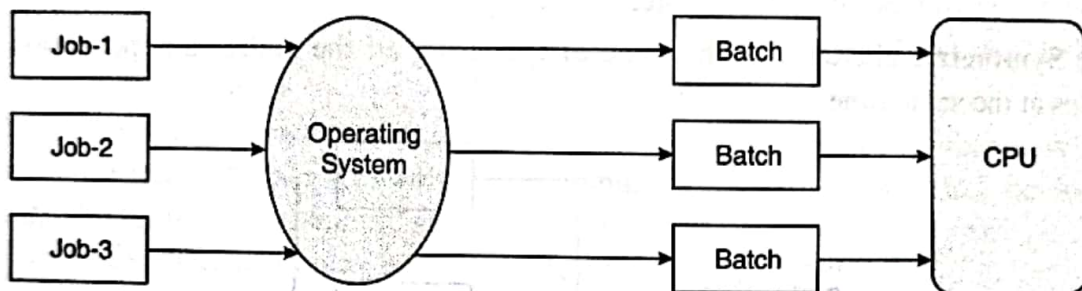 Job-1
Batch
Job-2
Operating
System
Batch
CPU
Job-3
Batch